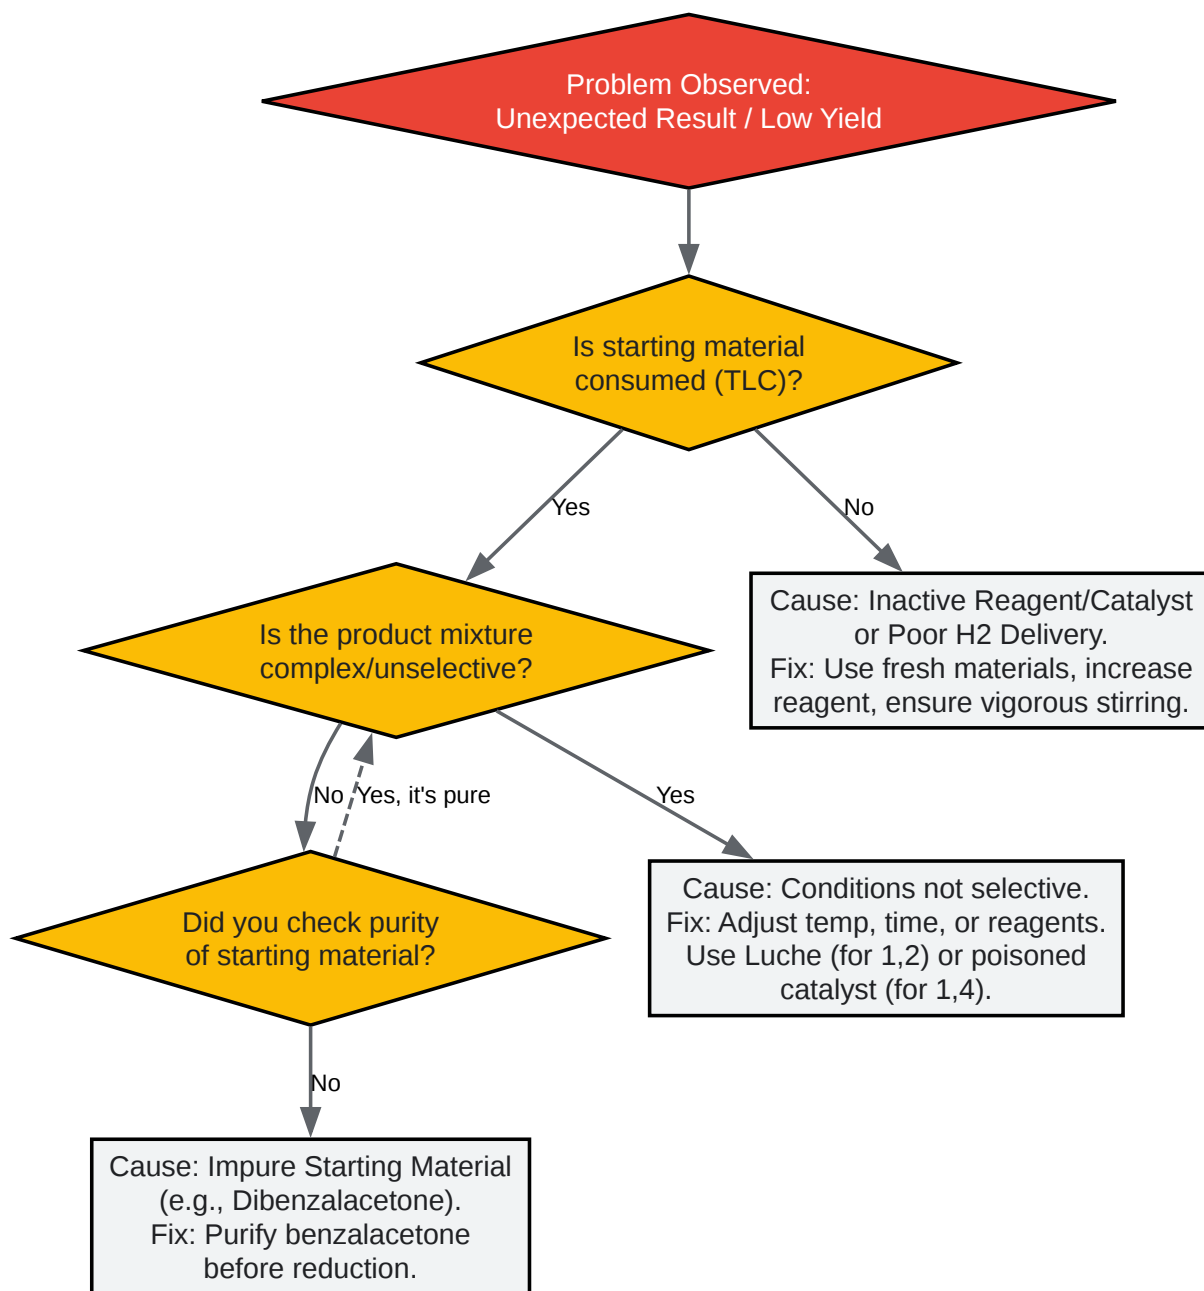 Problem Observed:
Unexpected Result / Low Yield
Is starting material
consumed (TLC)?
Yes
No
Is the product mixture
complex/unselective?
Cause: Inactive Reagent/Catalyst
or Poor H2 Delivery.
Fix: Use fresh materials, increase
reagent, ensure vigorous stirring.
No
Yes, it's pure
Yes
Did you check purity
of starting material?
Cause: Conditions not selective.
Fix: Adjust temp, time, or reagents.
Use Luche (for 1,2) or poisoned
catalyst (for 1,4).
No
Cause: Impure Starting Material
(e.g., Dibenzalacetone).
Fix: Purify benzalacetone
before reduction.